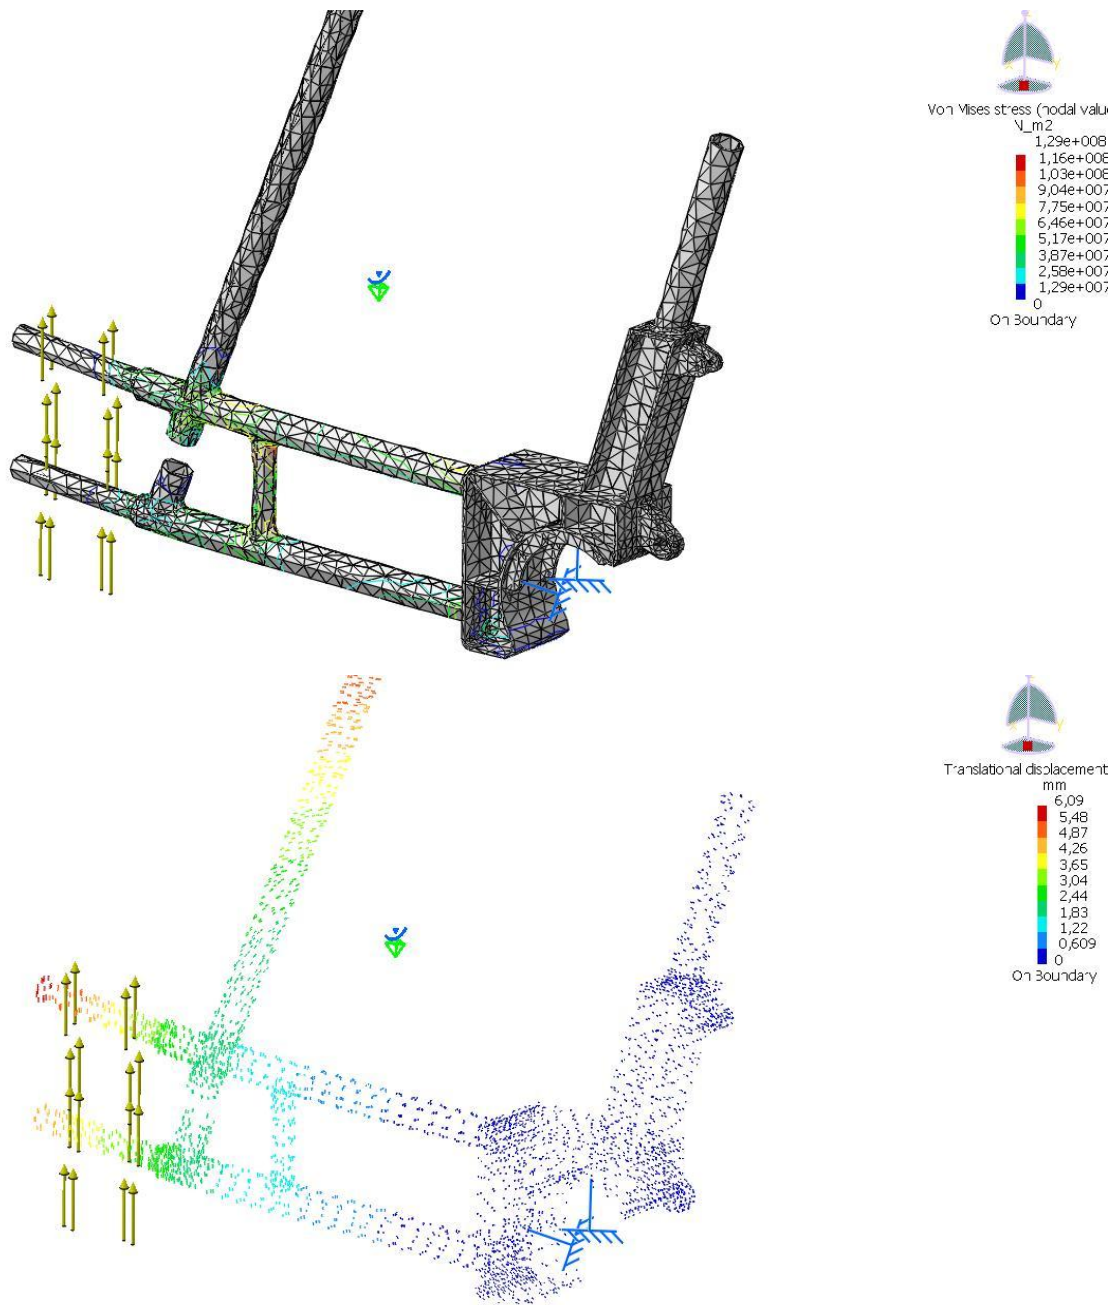 X Y
Von Mises stress (nodal valu
N_m2
1,29e+008
1,16e+008
1,03e+008
9,04e+007
7,75e+007
6,46e+007
5,17e+007
3,87e+007
2,58e+007
1,29e+007
0
On Boundary
X Y
Translational displacement
mm
6,09
5,48
4,87
4,26
3,65
3,04
2,44
1,83
1,22
0,609
0
On Boundary